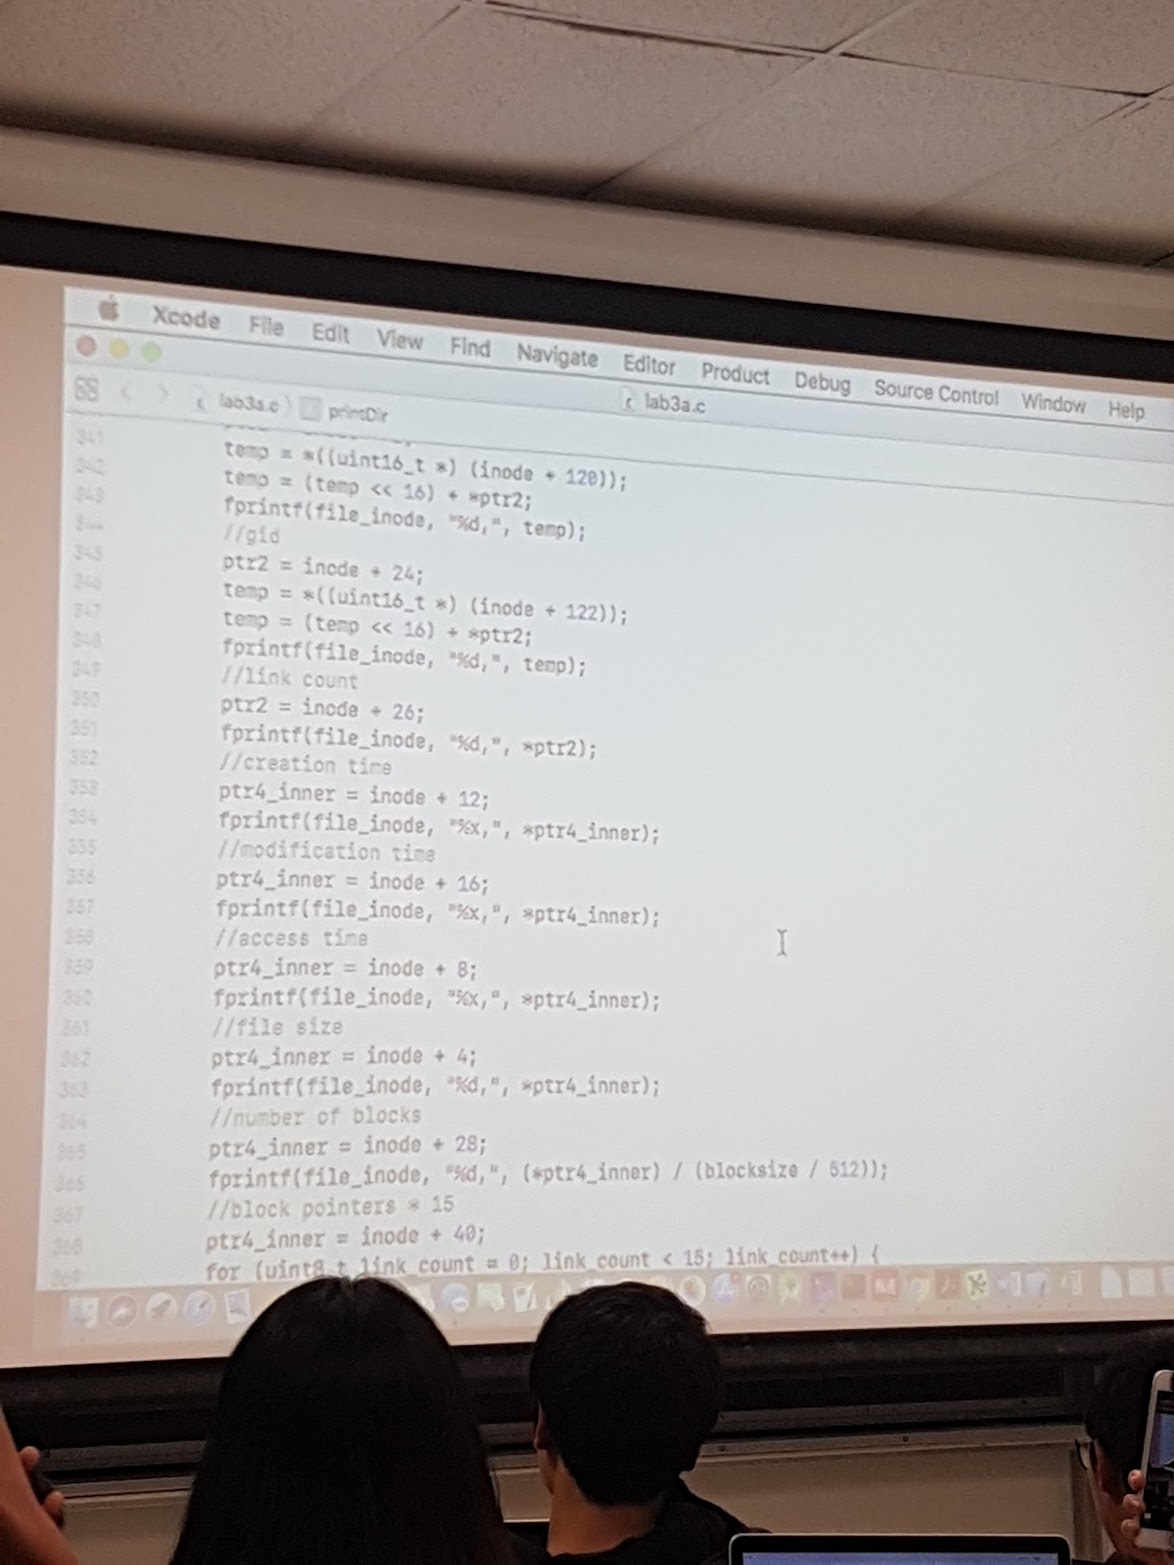 Xcode File Edit View Find Navigate Editor Product Debug Source Control Window Help
lab3a.c
lab3a.c printDir
341
342 temp = *((uint16_t *) (inode + 120));
343 temp = (temp << 16) + *ptr2;
344 fprintf(file_inode, "%d,", temp);
345 //gid
346 ptr2 = inode + 24;
347 temp = *((uint16_t *) (inode + 122));
348 temp = (temp << 16) + *ptr2;
349 fprintf(file_inode, "%d,", temp);
350 //link count
351 ptr2 = inode + 26;
352 fprintf(file_inode, "%d,", *ptr2);
353 //creation time
354 ptr4_inner = inode + 12;
355 fprintf(file_inode, "%x,", *ptr4_inner);
356 //modification time
357 ptr4_inner = inode + 16;
358 fprintf(file_inode, "%x,", *ptr4_inner);
359 //access time
360 ptr4_inner = inode + 8;
361 fprintf(file_inode, "%x,", *ptr4_inner);
362 //file size
363 ptr4_inner = inode + 4;
364 fprintf(file_inode, "%d,", *ptr4_inner);
365 //number of blocks
366 ptr4_inner = inode + 28;
367 fprintf(file_inode, "%d,", (*ptr4_inner) / (blocksize / 512));
368 //block pointers * 15
369 ptr4_inner = inode + 40;
for (uint8_t link_count = 0; link_count < 15; link_count++) {